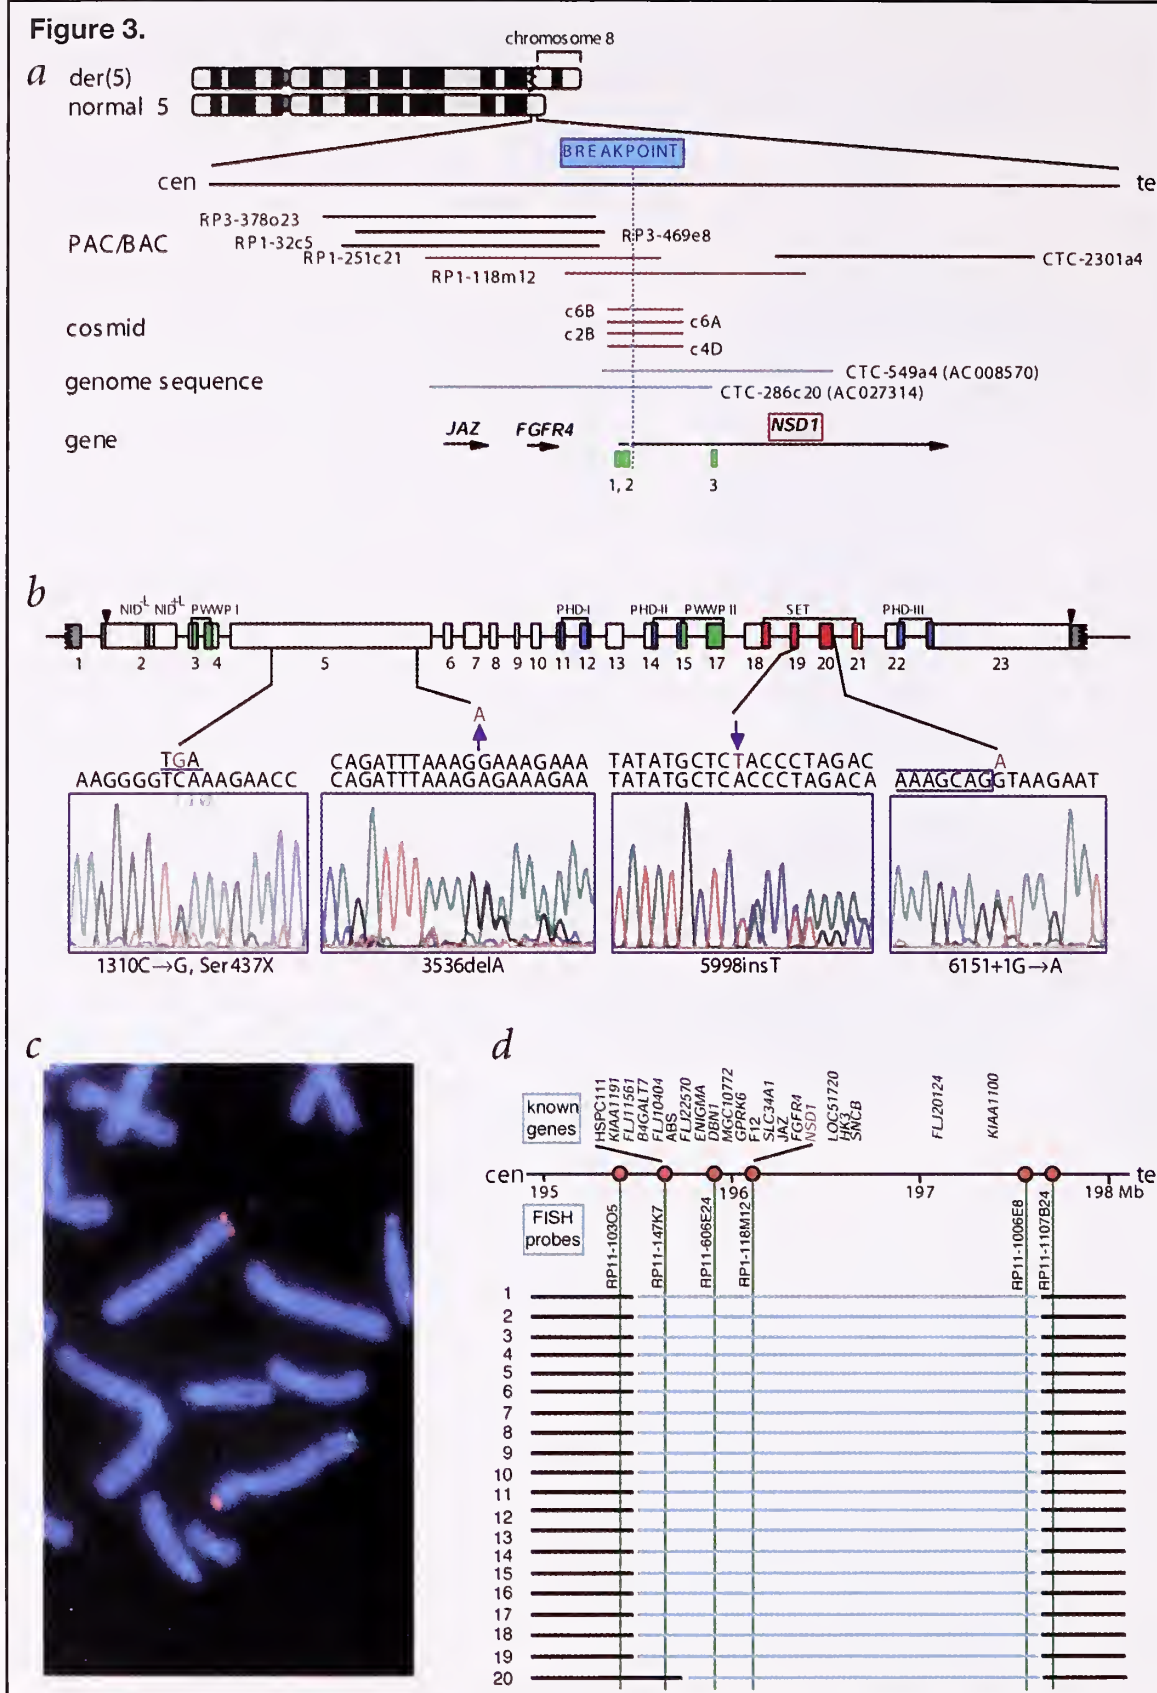 Figure 3.
a
chromosome 8
der(5)
normal 5
BREAKPOINT
cen
te
PAC/BAC
RP3-378o23
RP3-469e8
RP1-32c5
RP1-251c21
CTC-2301a4
RP1-118m12
cosmid
c6B
c6A
c2B
c4D
genome sequence
CTC-549a4 (AC008570)
CTC-286c20 (AC027314)
gene
JAZ FGFR4 NSD1
1, 2 3
b
NID-L NID+L PWWP I PHD-I PHD-II PWWP II SET PHD-III
1 2 3 4 5 6 7 8 9 10 11 12 13 14 15 17 18 19 20 21 22 23
A
TGA
CAGATTTAAAGGAAAGAAA
TATATGCTCTACCCTAGAC
A
AAGGGGTCAAAGAACC
CAGATTTAAAGAGAAAGAA
TATATGCTCACCCTAGACA
AAAGCAGGTAAGAAT
1310C→G, Ser437X
3536delA
5998insT
6151+1G→A
c
d
known genes
HSPC111
KIAA1191
FLJ11561
B4GALT7
FLJ10404
ABS
FLJ22570
ENIGMA
DBN1
MGC10772
GPRK6
F12
SLC34A1
JAZ
FGFR4
NSD1
LOC51720
HK3
SNCB
FLJ20124
KIAA1100
cen
te
195 196 197 198 Mb
FISH probes
RP11-103O5
RP11-147K7
RP11-606E24
RP1-118M12
RP11-1006E8
RP11-1107B24
1
2
3
4
5
6
7
8
9
10
11
12
13
14
15
16
17
18
19
20